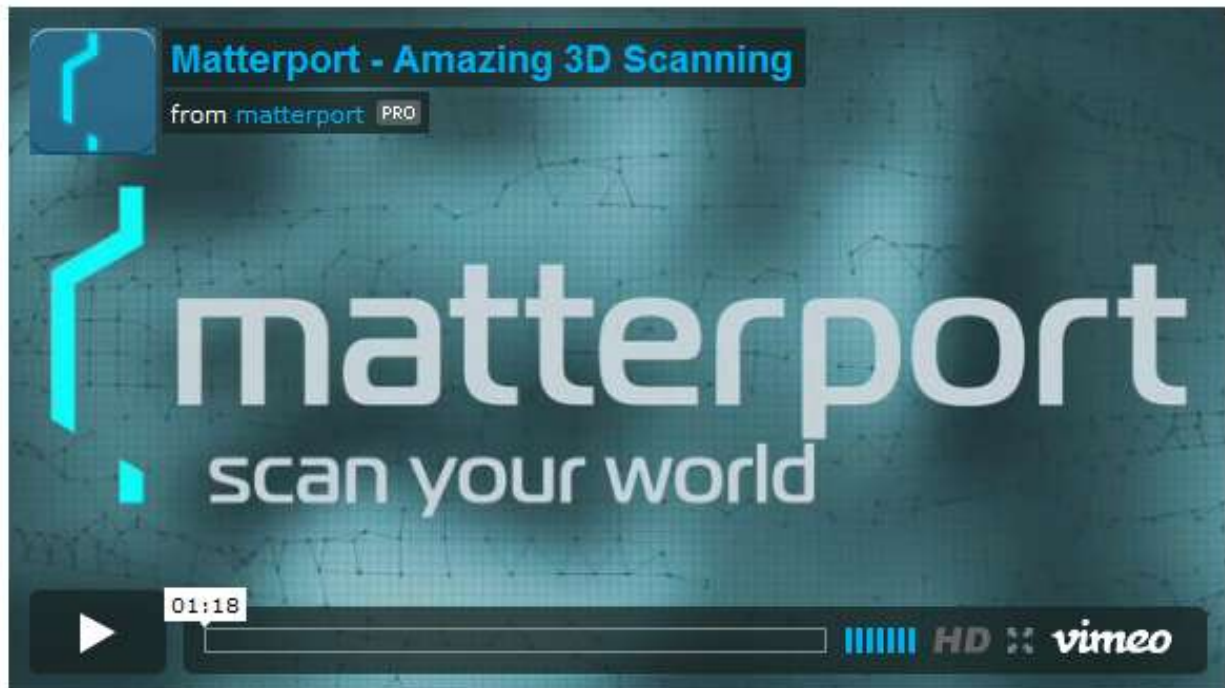 Matterport - Amazing 3D Scanning
from matterport PRO
matterport
scan your world
01:18
HD vimeo